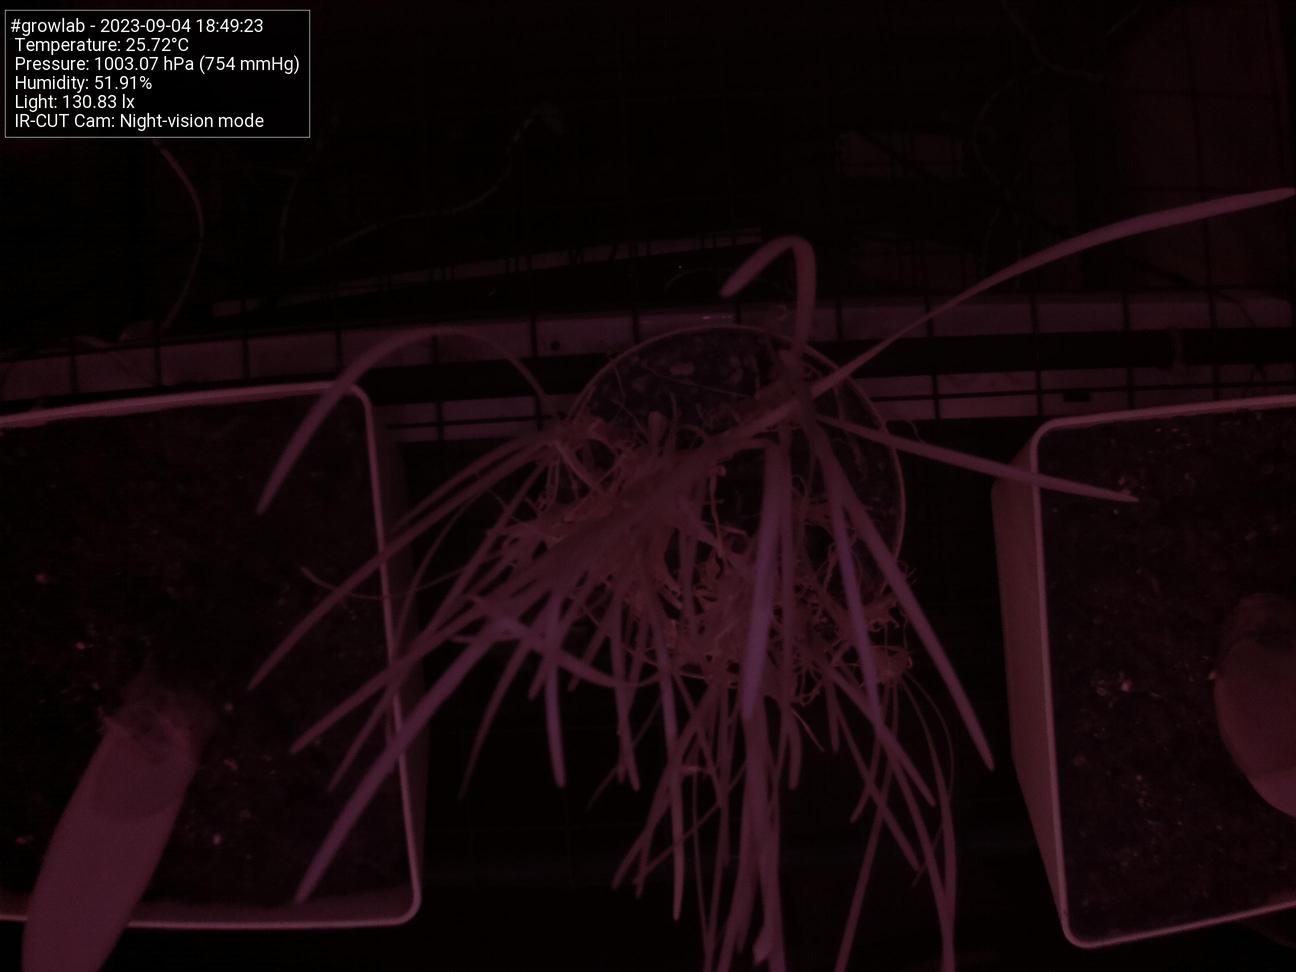 #growlab - 2023-09-04 18:49:23
Temperature: 25.72°C
Pressure: 1003.07 hPa (754 mmHg)
Humidity: 51.91%
Light: 130.83 lx
IR-CUT Cam: Night-vision mode